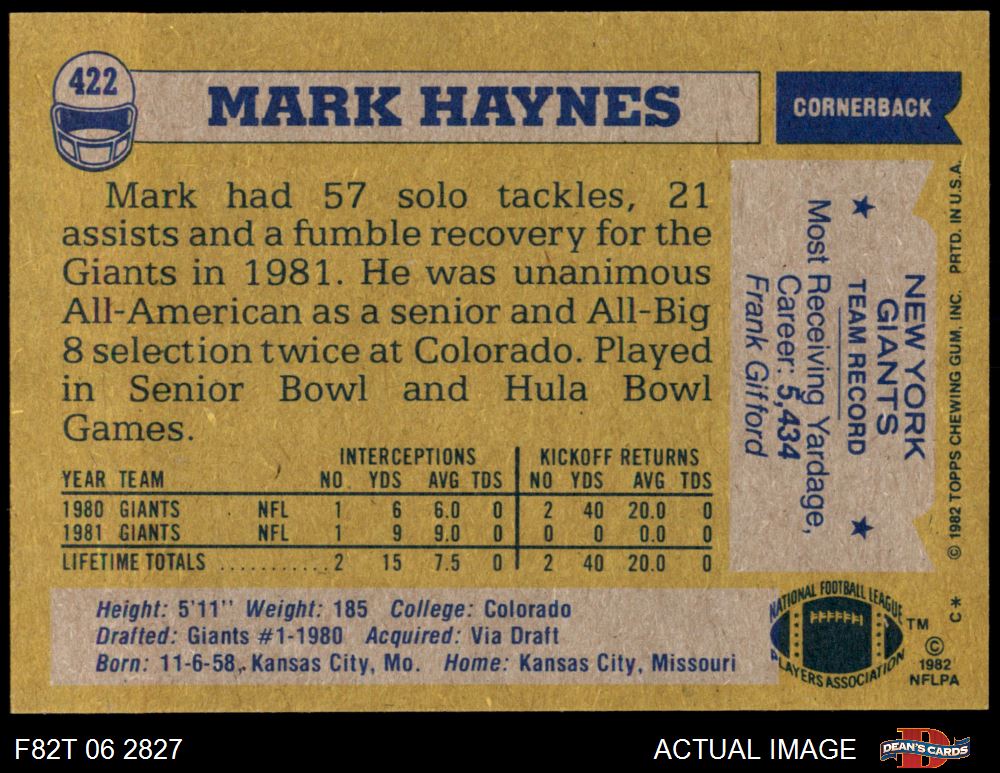 422
MARK HAYNES
CORNERBACK
Mark had 57 solo tackles, 21
assists and a fumble recovery for the
Giants in 1981. He was unanimous
All-American as a senior and All-Big
8 selection twice at Colorado. Played
in Senior Bowl and Hula Bowl
Games.
INTERCEPTIONS KICKOFF RETURNS
YEAR TEAM NO. YDS AVG TDS NO YDS AVG TDS
1980 GIANTS NFL 1 6 6.0 0 2 40 20.0 0
1981 GIANTS NFL 1 9 9.0 0 0 0 0.0 0
LIFETIME TOTALS ........... 2 15 7.5 0 2 40 20.0 0
Height: 5'11" Weight: 185 College: Colorado
Drafted: Giants #1-1980 Acquired: Via Draft
Born: 11-6-58, Kansas City, Mo. Home: Kansas City, Missouri
NEW YORK
GIANTS
★ TEAM RECORD ★
Most Receiving Yardage,
Career: 5,434
Frank Gifford
© 1982 TOPPS CHEWING GUM, INC. PRTD. IN U.S.A.
C*
NATIONAL FOOTBALL LEAGUE
PLAYERS ASSOCIATION
TM
©
1982
NFLPA
F82T 06 2827
ACTUAL IMAGE
DEAN'S CARDS